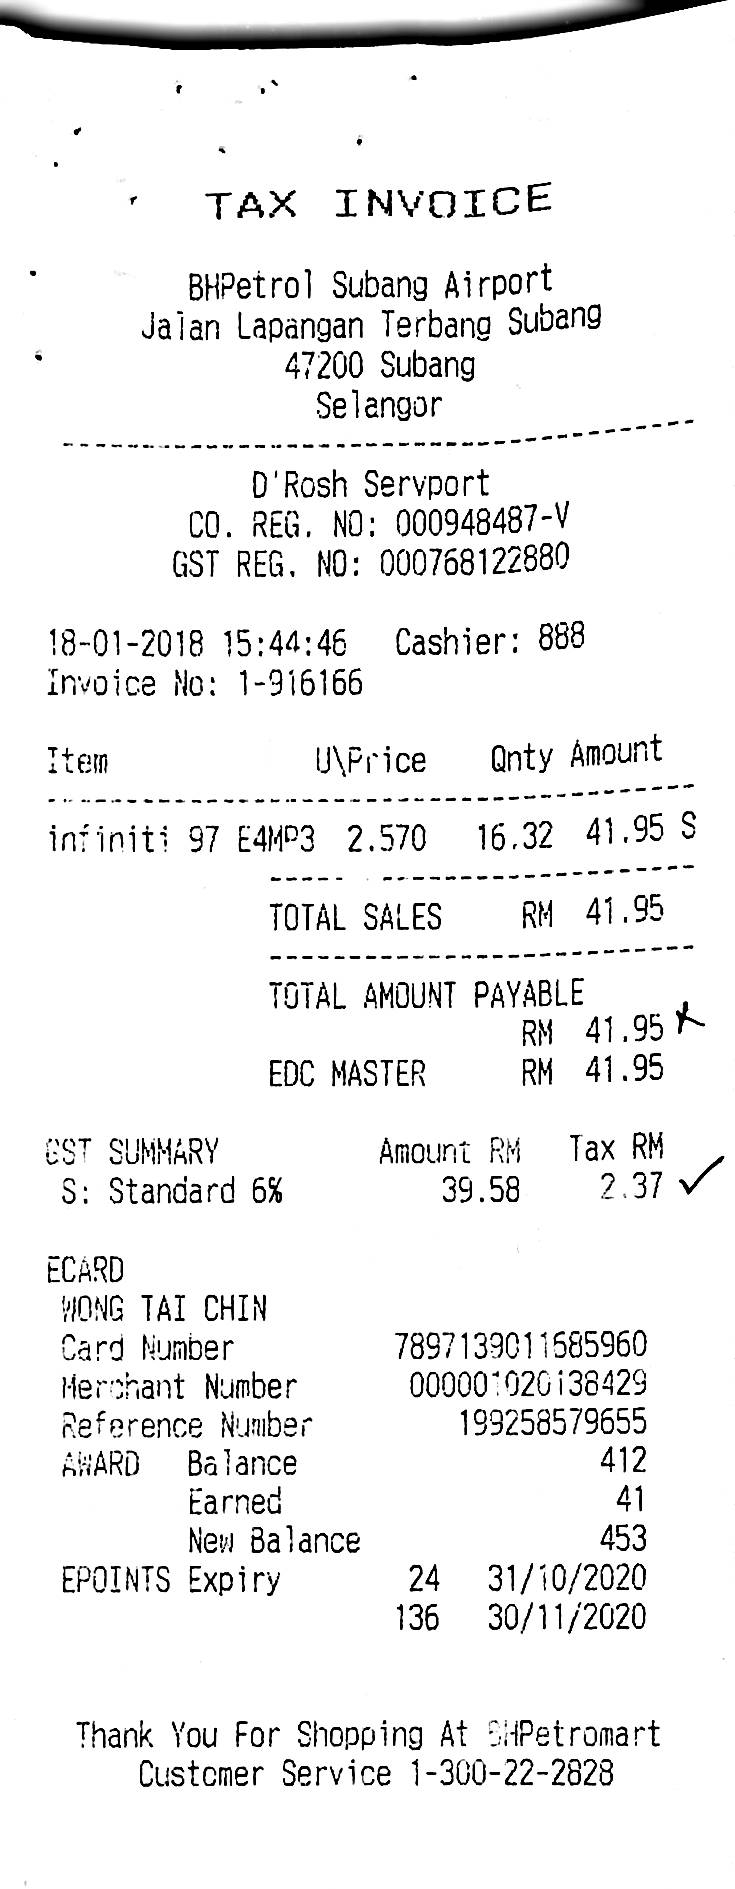 TAX INVOICE
BHPetrol Subang Airport
Jalan Lapangan Terbang Subang
47200 Subang
Selangor
D'Rosh Servport
CO. REG. NO: 000948487-V
GST REG. NO: 000768122880
18-01-2018 15:44:46 Cashier: 888
Invoice No: 1-916166
Item U\Price Qnty Amount
infiniti 97 E4MP3 2.570 16.32 41.95 S
TOTAL SALES RM 41.95
TOTAL AMOUNT PAYABLE
RM 41.95
EDC MASTER RM 41.95
GST SUMMARY Amount RM Tax RM
S: Standard 6% 39.58 2.37 ✓
ECARD
WONG TAI CHIN
Card Number 7897139011685960
Merchant Number 000001020138429
Reference Number 199258579655
AWARD Balance 412
Earned 41
New Balance 453
EPOINTS Expiry 24 31/10/2020
136 30/11/2020
Thank You For Shopping At BHPetromart
Customer Service 1-300-22-2828